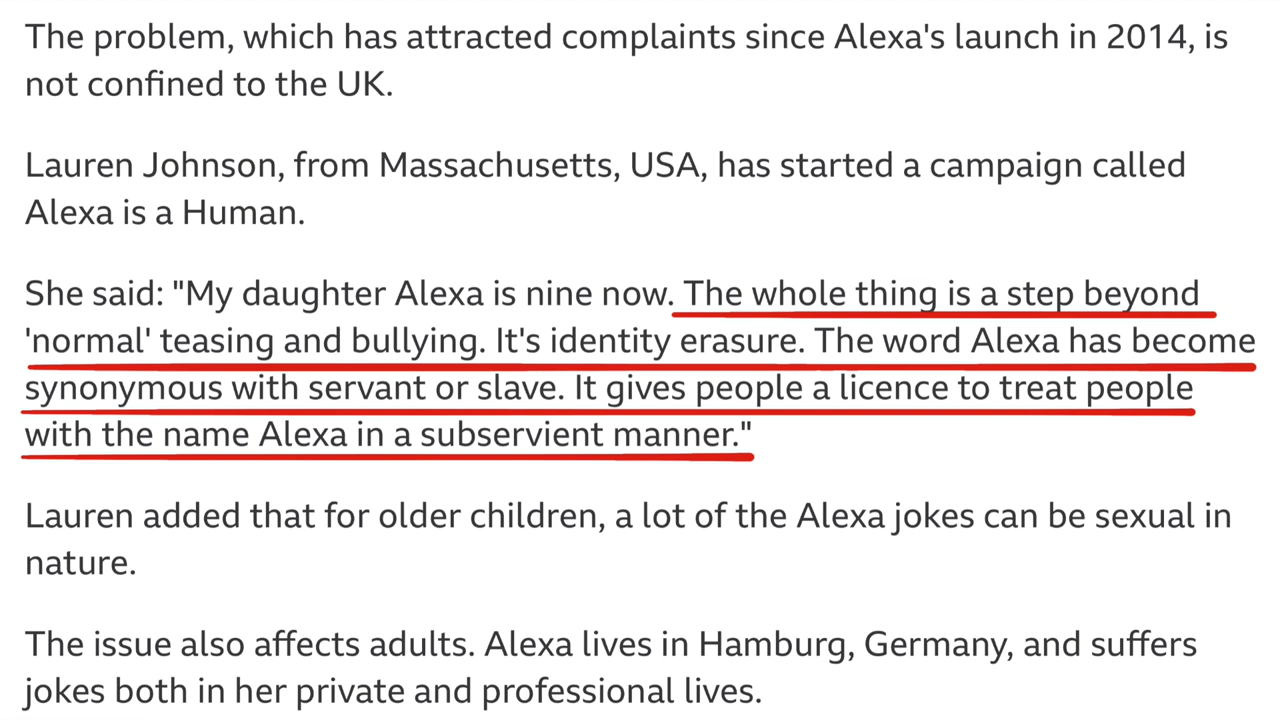 The problem, which has attracted complaints since Alexa's launch in 2014, is
not confined to the UK.
Lauren Johnson, from Massachusetts, USA, has started a campaign called
Alexa is a Human.
She said: "My daughter Alexa is nine now. The whole thing is a step beyond
'normal' teasing and bullying. It's identity erasure. The word Alexa has become
synonymous with servant or slave. It gives people a licence to treat people
with the name Alexa in a subservient manner."
Lauren added that for older children, a lot of the Alexa jokes can be sexual in
nature.
The issue also affects adults. Alexa lives in Hamburg, Germany, and suffers
jokes both in her private and professional lives.